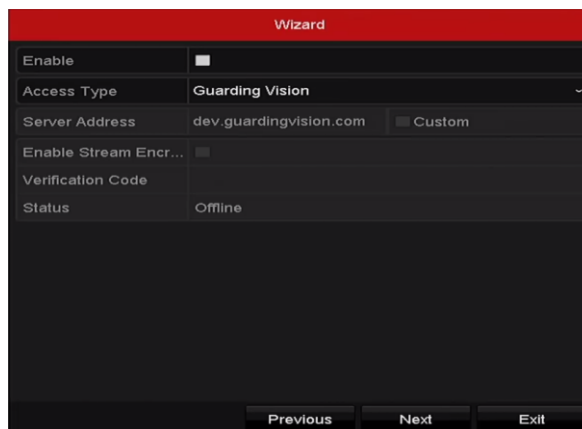 Wizard
Enable
Access Type Guarding Vision
Server Address dev.guardingvision.com Custom
Enable Stream Encr...
Verification Code
Status Offline
Previous Next Exit